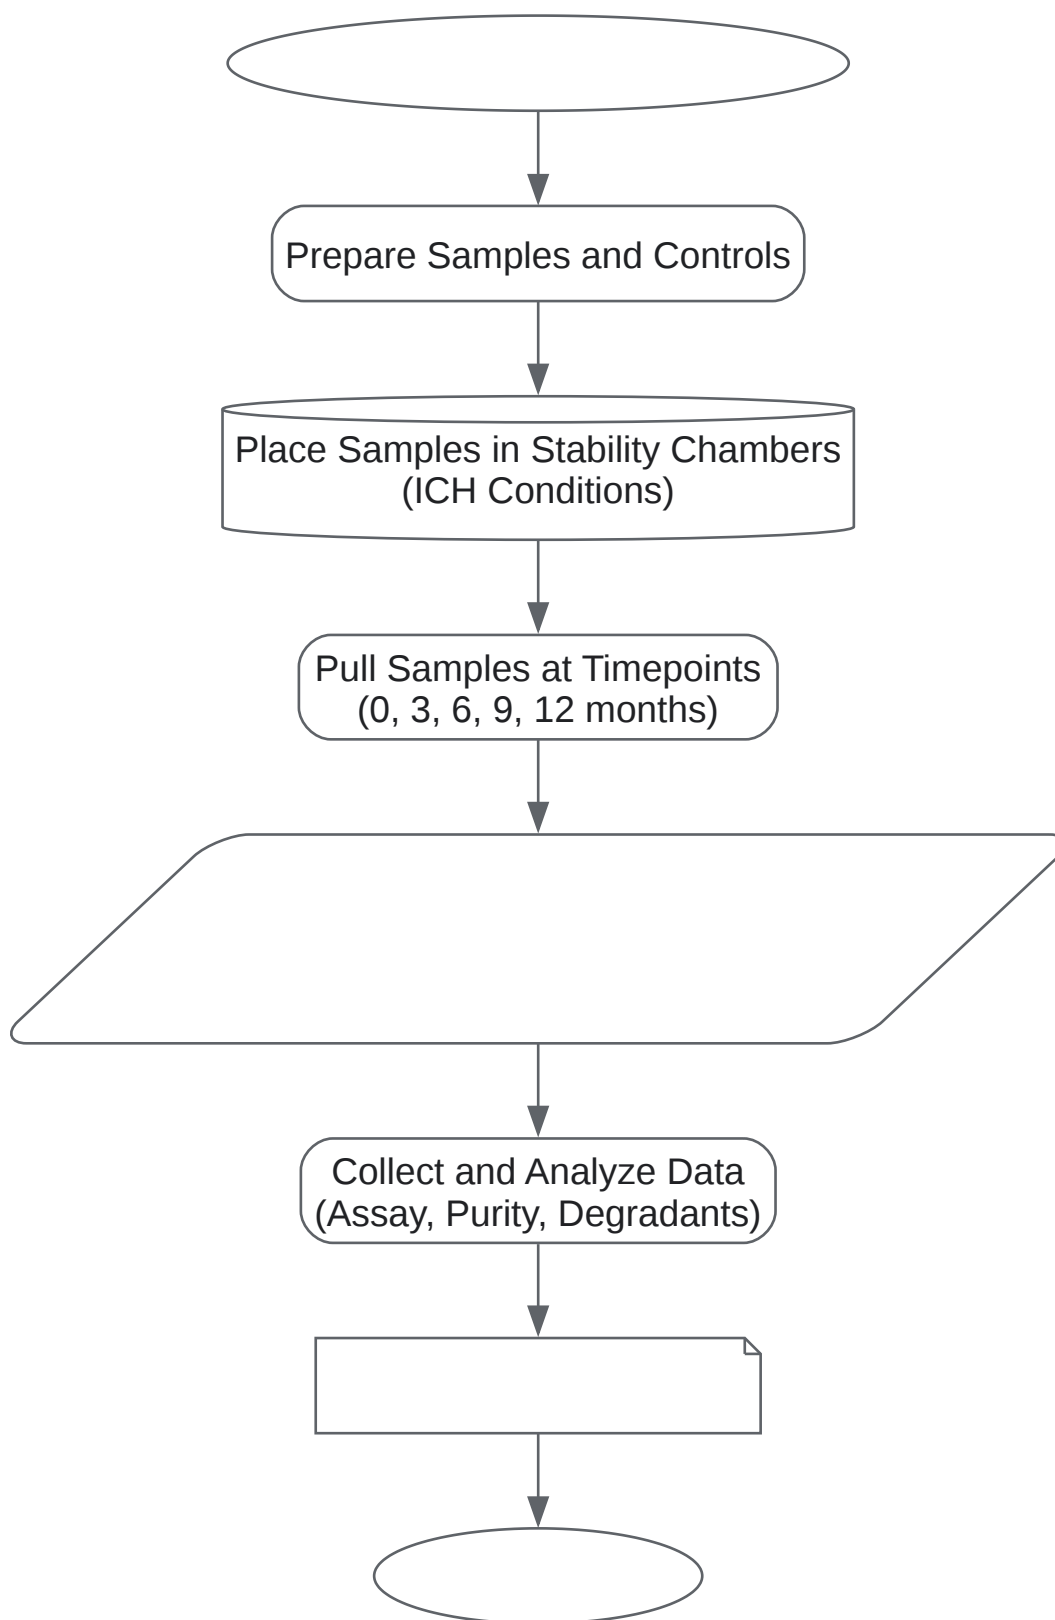 Prepare Samples and Controls
Place Samples in Stability Chambers
(ICH Conditions)
Pull Samples at Timepoints
(0, 3, 6, 9, 12 months)
Collect and Analyze Data
(Assay, Purity, Degradants)